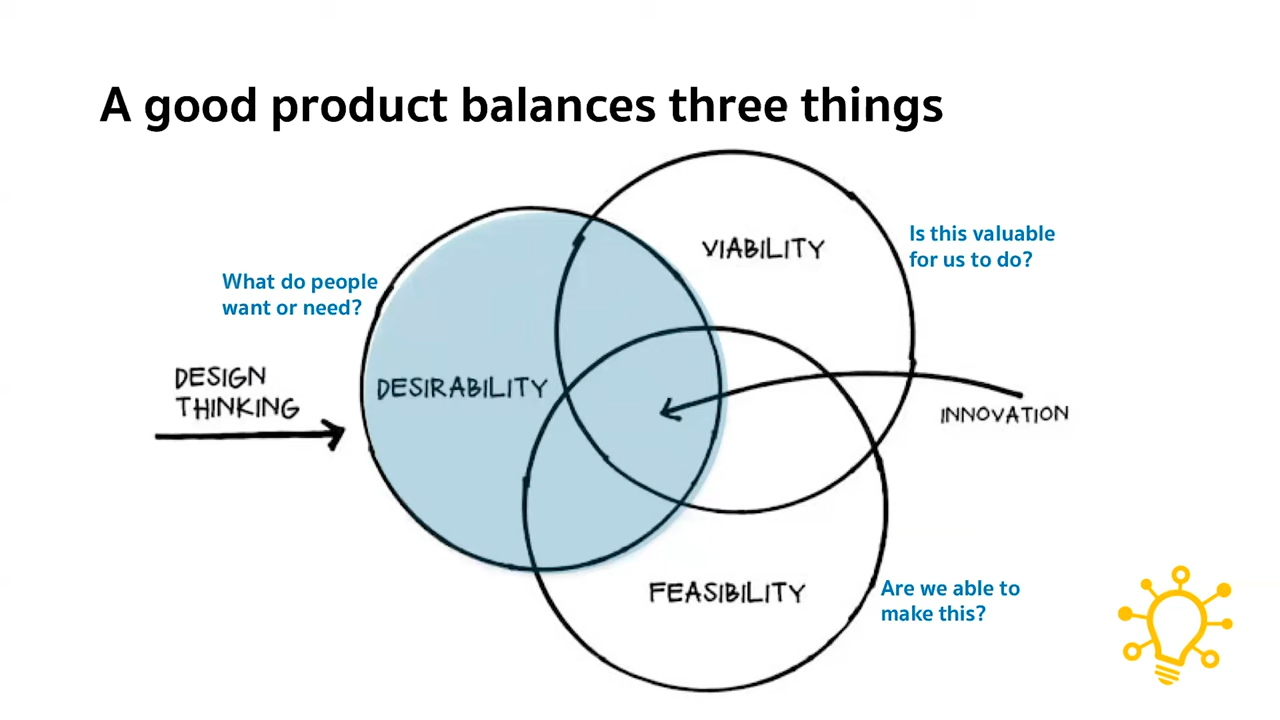 A good product balances three things
VIABILITY
Is this valuable
for us to do?
What do people
want or need?
DESIGN
THINKING
DESIRABILITY
INNOVATION
FEASIBILITY
Are we able to
make this?